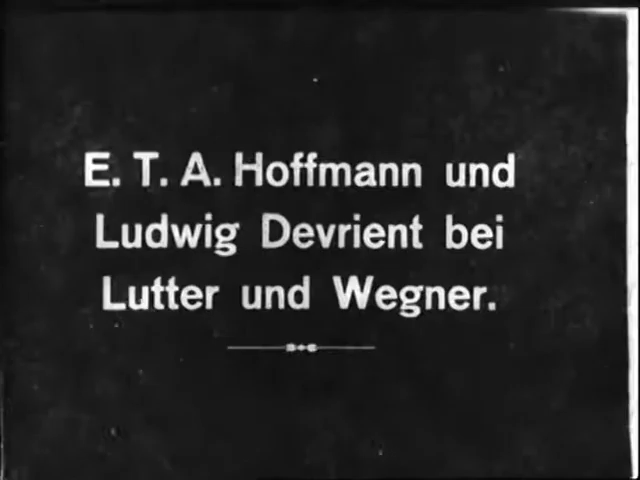 E. T. A. Hoffmann und
Ludwig Devrient bei
Lutter und Wegner.